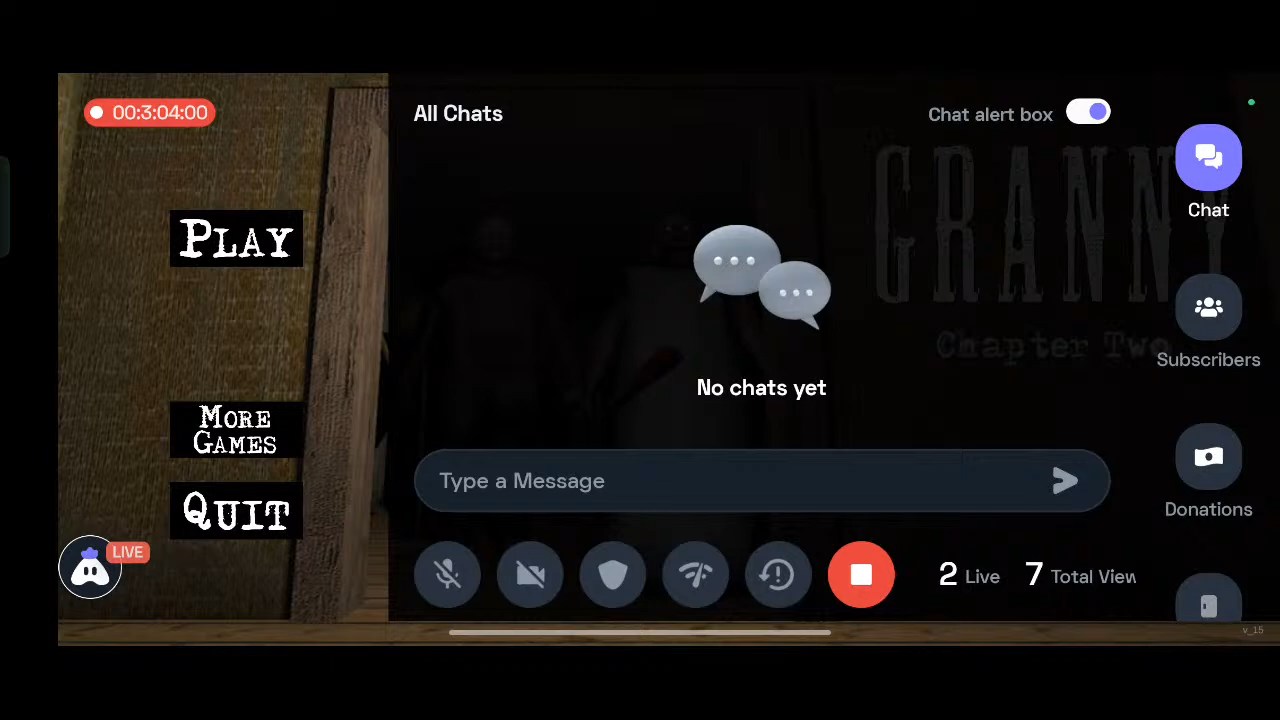 00:3:04:00
All Chats
Chat alert box
GRANNY
Chapter Two
Chat
PLAY
Subscribers
No chats yet
MORE
GAMES
Type a Message
Donations
QUIT
LIVE
2 Live 7 Total View
v_15